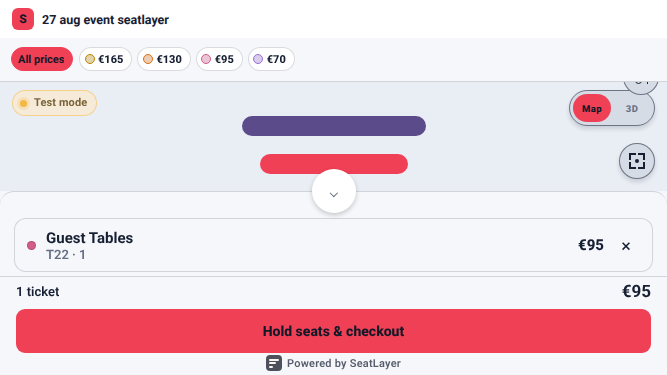 S 27 aug event seatlayer
All prices €165 €130 €95 €70
Test mode
Map 3D
Guest Tables
T22 · 1
€95 ×
1 ticket €95
Hold seats & checkout
Powered by SeatLayer